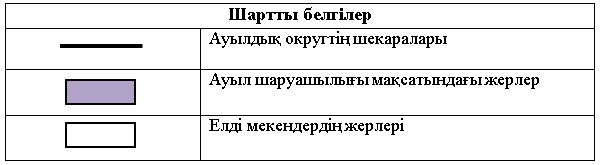 Шартты белгілер
Ауылдық округтің шекаралары
Ауыл шаруашылығы мақсатындағы жерлер
Елді мекендердің жерлері